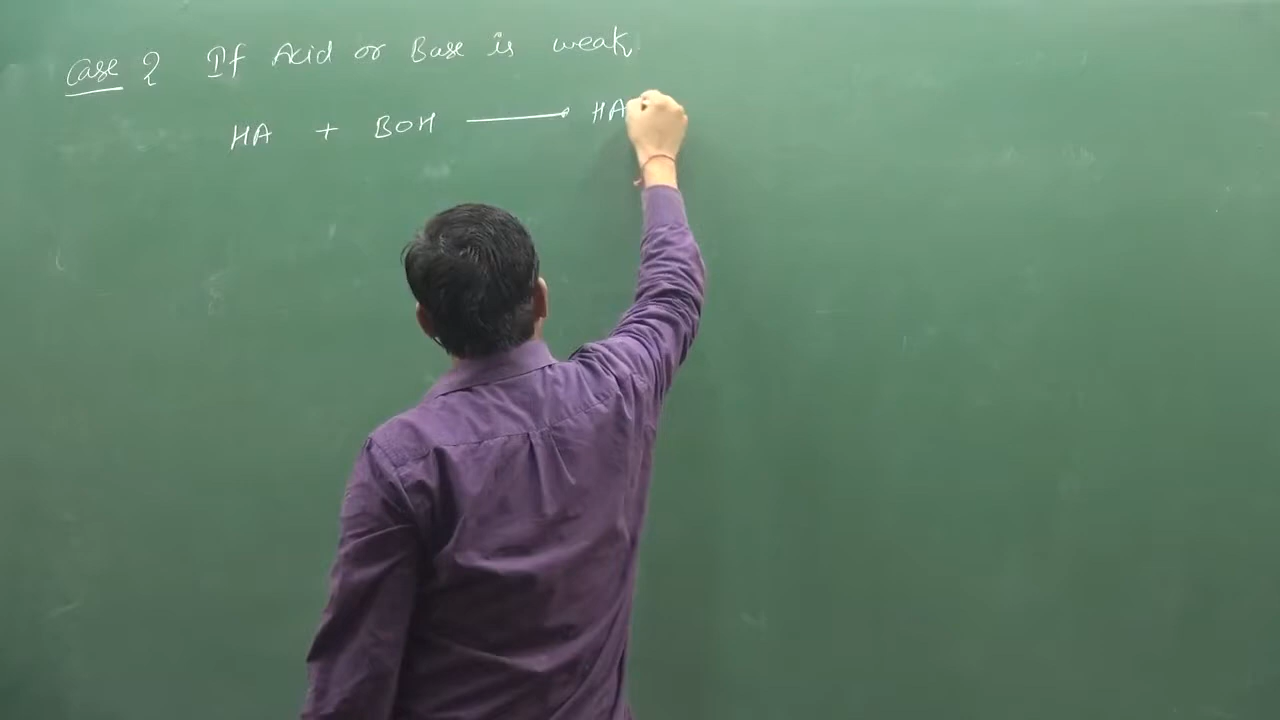 Case 2 If Acid or Base is weak
HA + BOH ⟶ HA